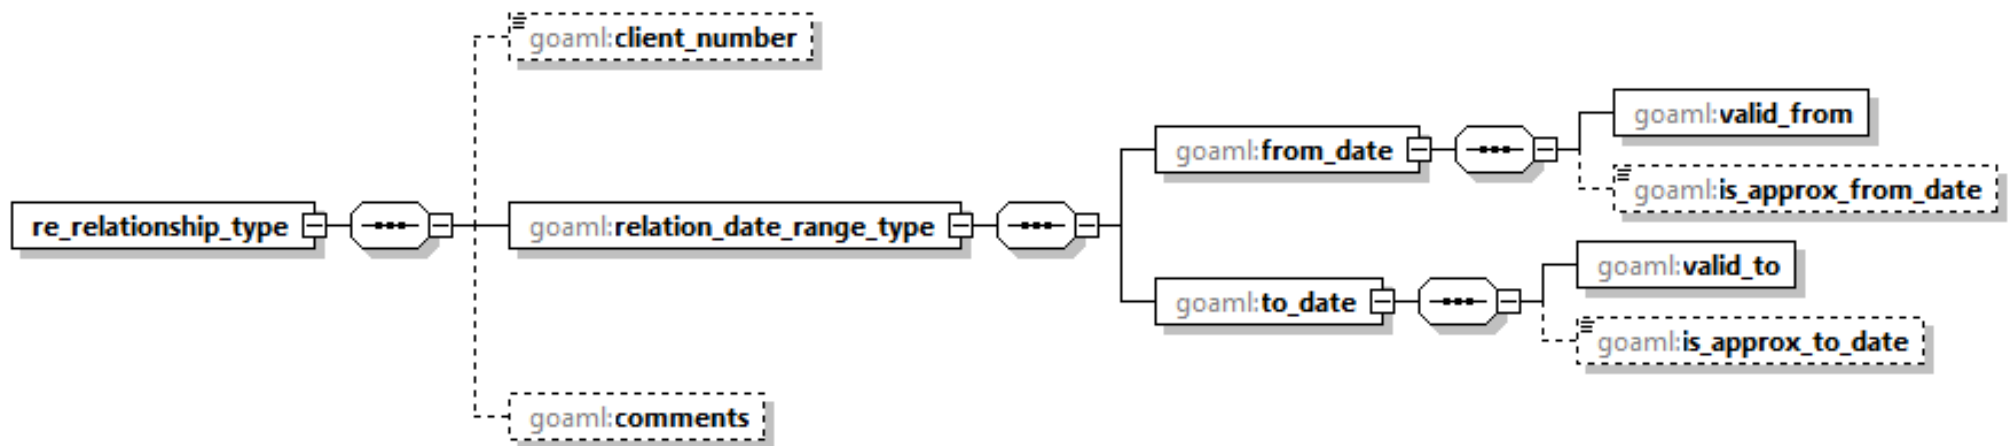 goaml:client_number
goaml:valid_from
goaml:from_date
goaml:is_approx_from_date
re_relationship_type
goaml:relation_date_range_type
goaml:valid_to
goaml:to_date
goaml:is_approx_to_date
goaml:comments